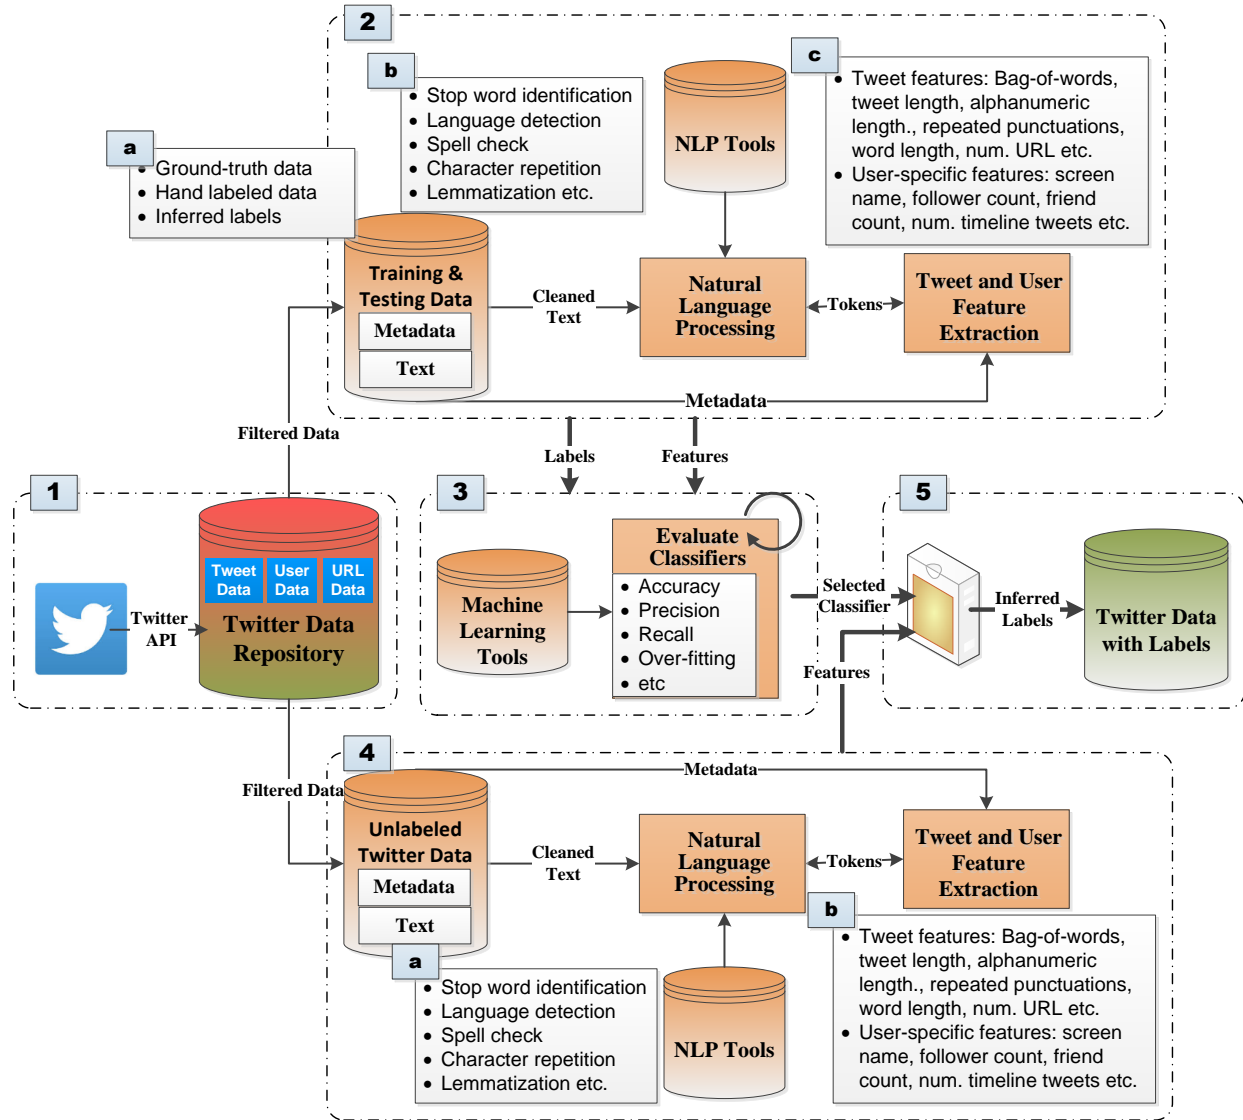 2
b
• Stop word identification
• Language detection
• Spell check
• Character repetition
• Lemmatization etc.
c
• Tweet features: Bag-of-words,
tweet length, alphanumeric
length., repeated punctuations,
word length, num. URL etc.
• User-specific features: screen
name, follower count, friend
count, num. timeline tweets etc.
a
• Ground-truth data
• Hand labeled data
• Inferred labels
NLP Tools
Training &
Testing Data
Metadata
Text
Cleaned
Text
Natural
Language
Processing
Tokens
Tweet and User
Feature
Extraction
Metadata
Filtered Data
Labels
Features
1
Twitter
API
Tweet
Data
User
Data
URL
Data
Twitter Data
Repository
3
Machine
Learning
Tools
Evaluate
Classifiers
• Accuracy
• Precision
• Recall
• Over-fitting
• etc
Selected
Classifier
Features
5
Inferred
Labels
Twitter Data
with Labels
4
Filtered Data
Metadata
Unlabeled
Twitter Data
Metadata
Text
Cleaned
Text
Natural
Language
Processing
Tokens
Tweet and User
Feature
Extraction
a
• Stop word identification
• Language detection
• Spell check
• Character repetition
• Lemmatization etc.
NLP Tools
b
• Tweet features: Bag-of-words,
tweet length, alphanumeric
length., repeated punctuations,
word length, num. URL etc.
• User-specific features: screen
name, follower count, friend
count, num. timeline tweets etc.